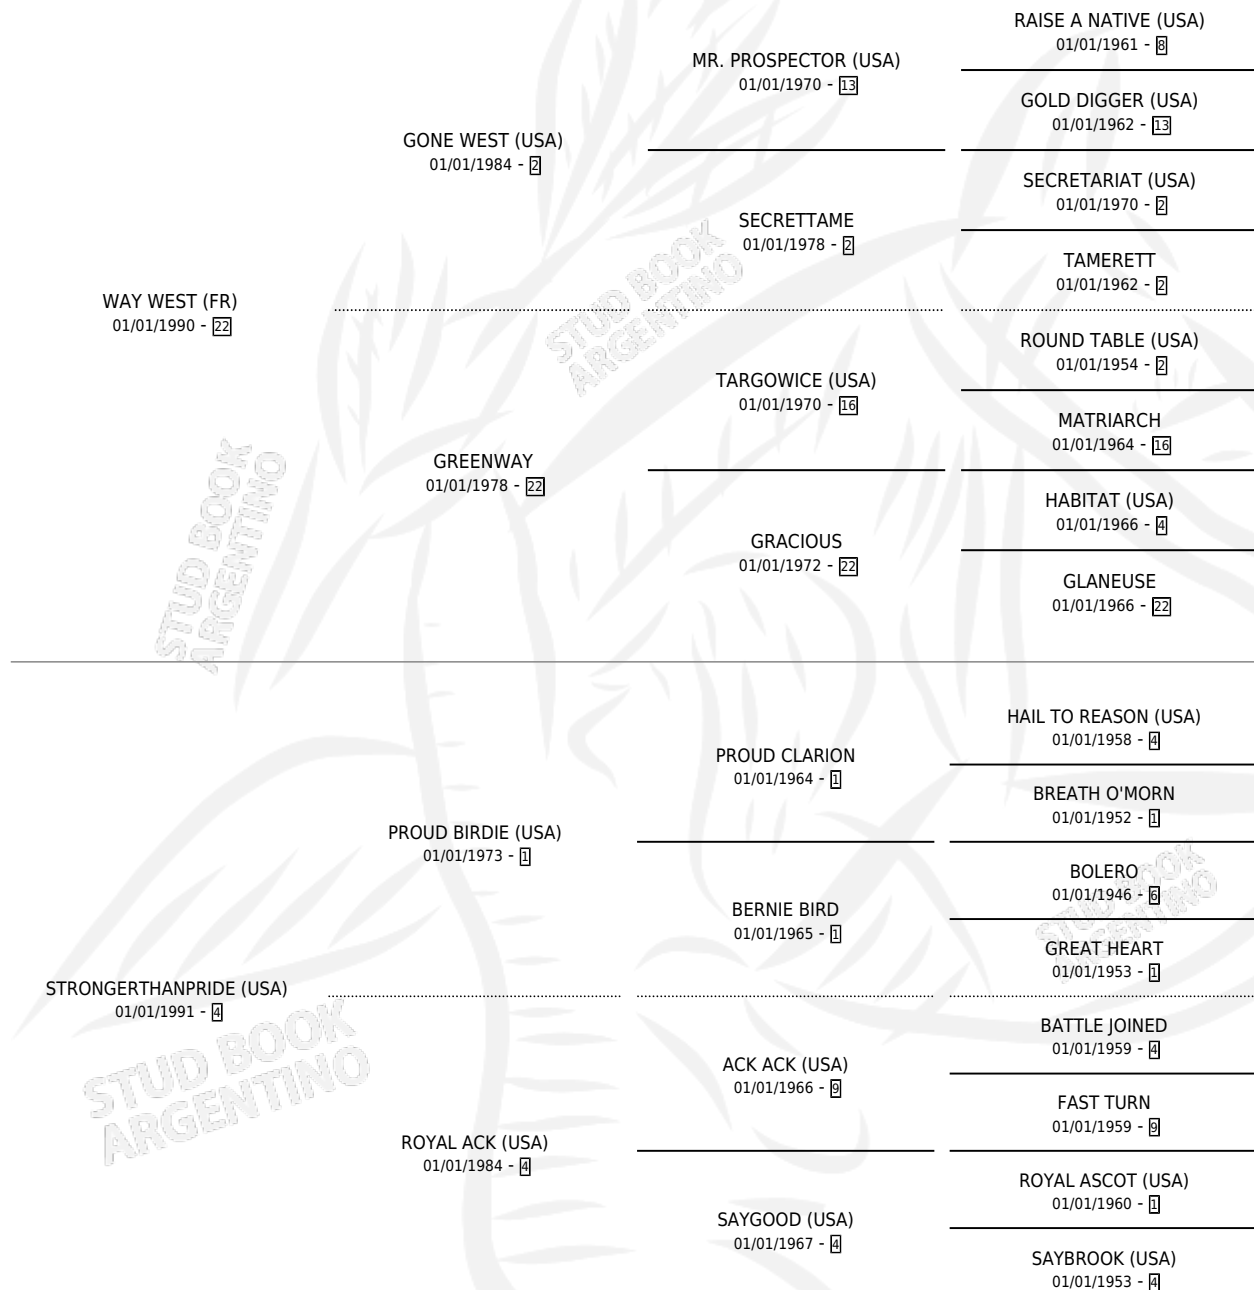 RAISE A NATIVE (USA)
01/01/1961 - 8
MR. PROSPECTOR (USA)
01/01/1970 - 13
GOLD DIGGER (USA)
01/01/1962 - 13
GONE WEST (USA)
01/01/1984 - 2
SECRETARIAT (USA)
01/01/1970 - 2
SECRETTAME
01/01/1978 - 2
TAMERETT
01/01/1962 - 2
WAY WEST (FR)
01/01/1990 - 22
STUD BOOK
ARGENTINO
ROUND TABLE (USA)
01/01/1954 - 2
TARGOWICE (USA)
01/01/1970 - 16
MATRIARCH
01/01/1964 - 16
GREENWAY
01/01/1978 - 22
HABITAT (USA)
01/01/1966 - 4
GRACIOUS
01/01/1972 - 22
GLANEUSE
01/01/1966 - 22
STUD BOOK
ARGENTINO
HAIL TO REASON (USA)
01/01/1958 - 4
PROUD CLARION
01/01/1964 - 1
BREATH O'MORN
01/01/1952 - 1
PROUD BIRDIE (USA)
01/01/1973 - 1
BOLERO
01/01/1946 - 6
BERNIE BIRD
01/01/1965 - 1
STUD BOOK
ARGENTINO
GREAT HEART
01/01/1953 - 1
STRONGERTHANPRIDE (USA)
01/01/1991 - 4
BATTLE JOINED
01/01/1959 - 4
STUD BOOK
ARGENTINO
ACK ACK (USA)
01/01/1966 - 9
FAST TURN
01/01/1959 - 9
ROYAL ACK (USA)
01/01/1984 - 4
ROYAL ASCOT (USA)
01/01/1960 - 1
SAYGOOD (USA)
01/01/1967 - 4
SAYBROOK (USA)
01/01/1953 - 4